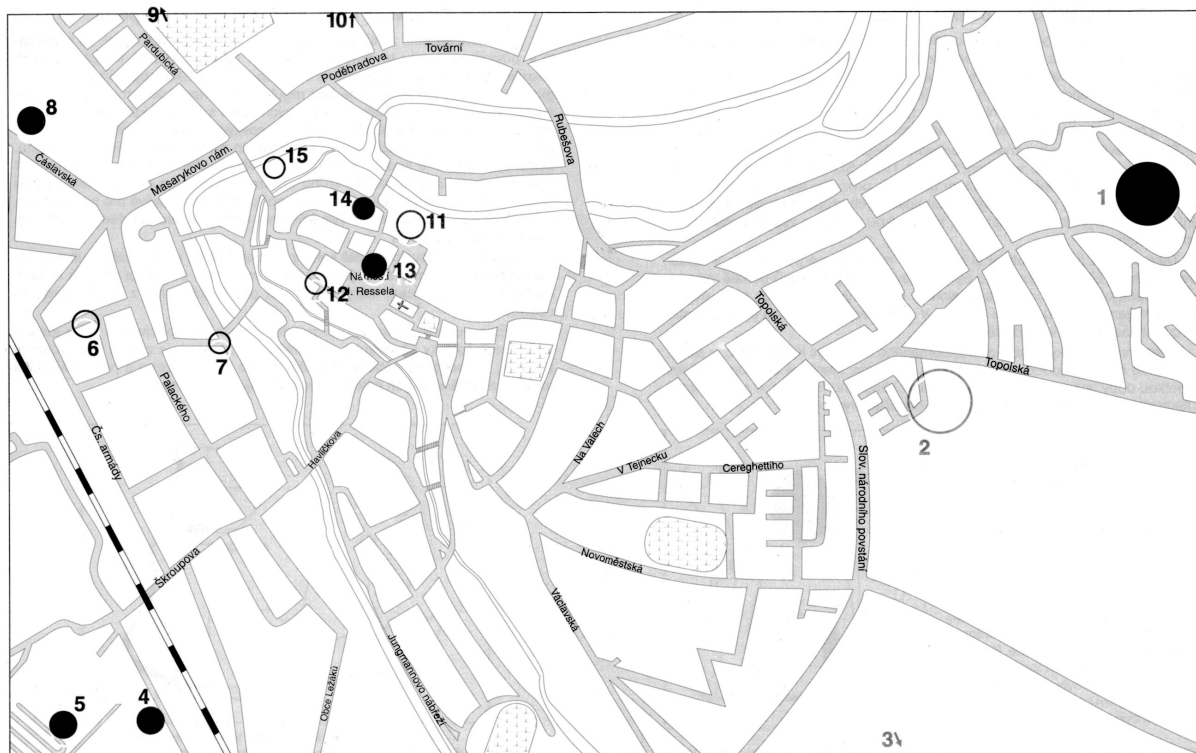 9
10
Pardubická
Poděbradova
Tovární
8
Rubešova
Čáslavská
Masarykovo nám.
15
14
11
1
13
Náměstí
12
Ressela
6
7
Topolská
Topolská
Palackého
2
Čs. armády
Havlíčkova
Na Valech
V Tejnecku
Cereghettiho
Slov. národního povstání
Škroupova
Novoměstská
Václavská
Jungmannovo nábřeží
Obce Ležáků
5
4
3